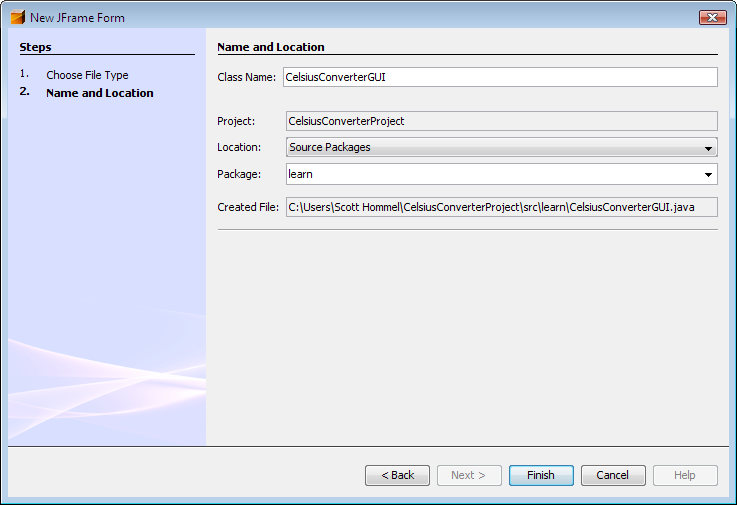 New JFrame Form
Steps
1. Choose File Type
2. Name and Location
Name and Location
Class Name: CelsiusConverterGUI
Project: CelsiusConverterProject
Location: Source Packages
Package: learn
Created File: C:\Users\Scott Hommel\CelsiusConverterProject\src\learn\CelsiusConverterGUI.java
< Back Next > Finish Cancel Help